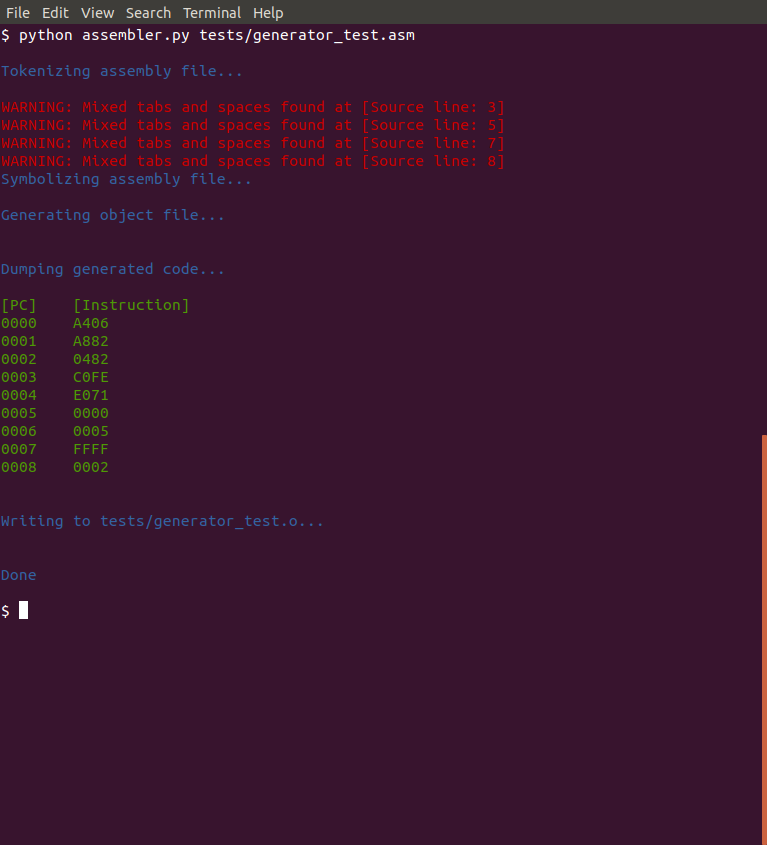 File Edit View Search Terminal Help
$ python assembler.py tests/generator_test.asm
Tokenizing assembly file...
WARNING: Mixed tabs and spaces found at [Source line: 3]
WARNING: Mixed tabs and spaces found at [Source line: 5]
WARNING: Mixed tabs and spaces found at [Source line: 7]
WARNING: Mixed tabs and spaces found at [Source line: 8]
Symbolizing assembly file...
Generating object file...
Dumping generated code...
[PC]    [Instruction]
0000    A406
0001    A882
0002    0482
0003    C0FE
0004    E071
0005    0000
0006    0005
0007    FFFF
0008    0002
Writing to tests/generator_test.o...
Done
$